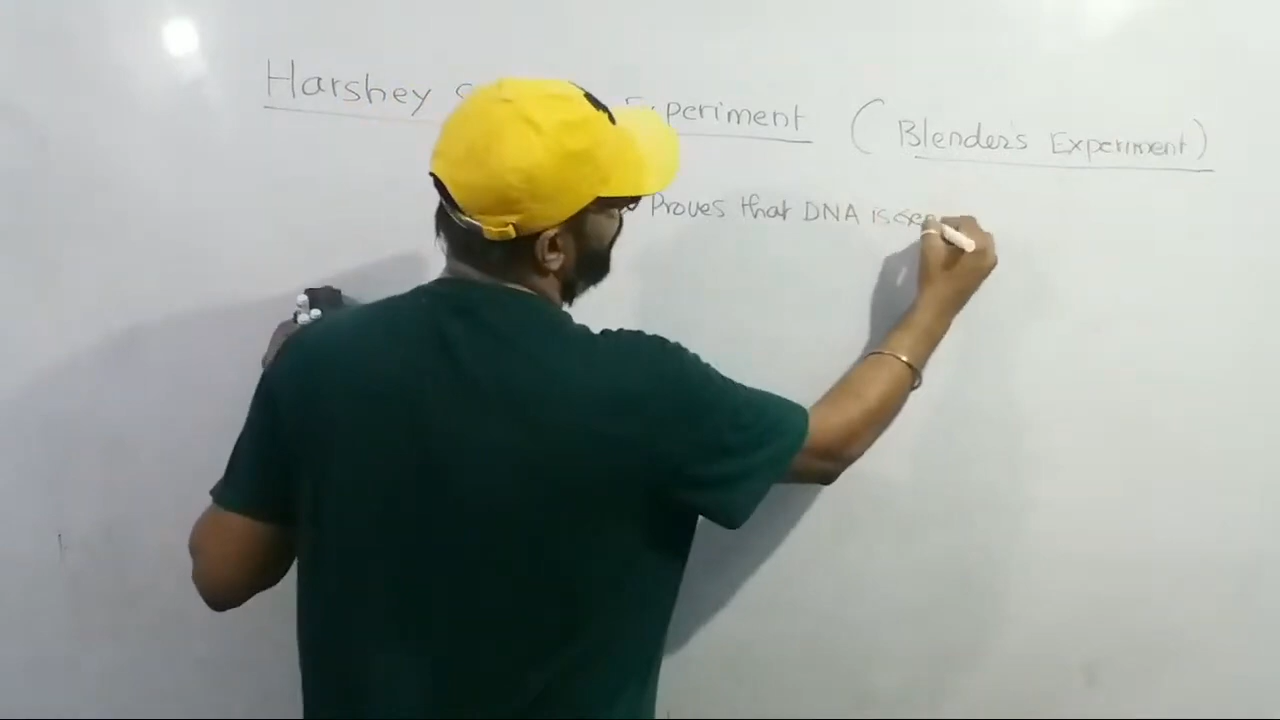 Harshey Experiment (Blender's Experiment)
Proves that DNA is